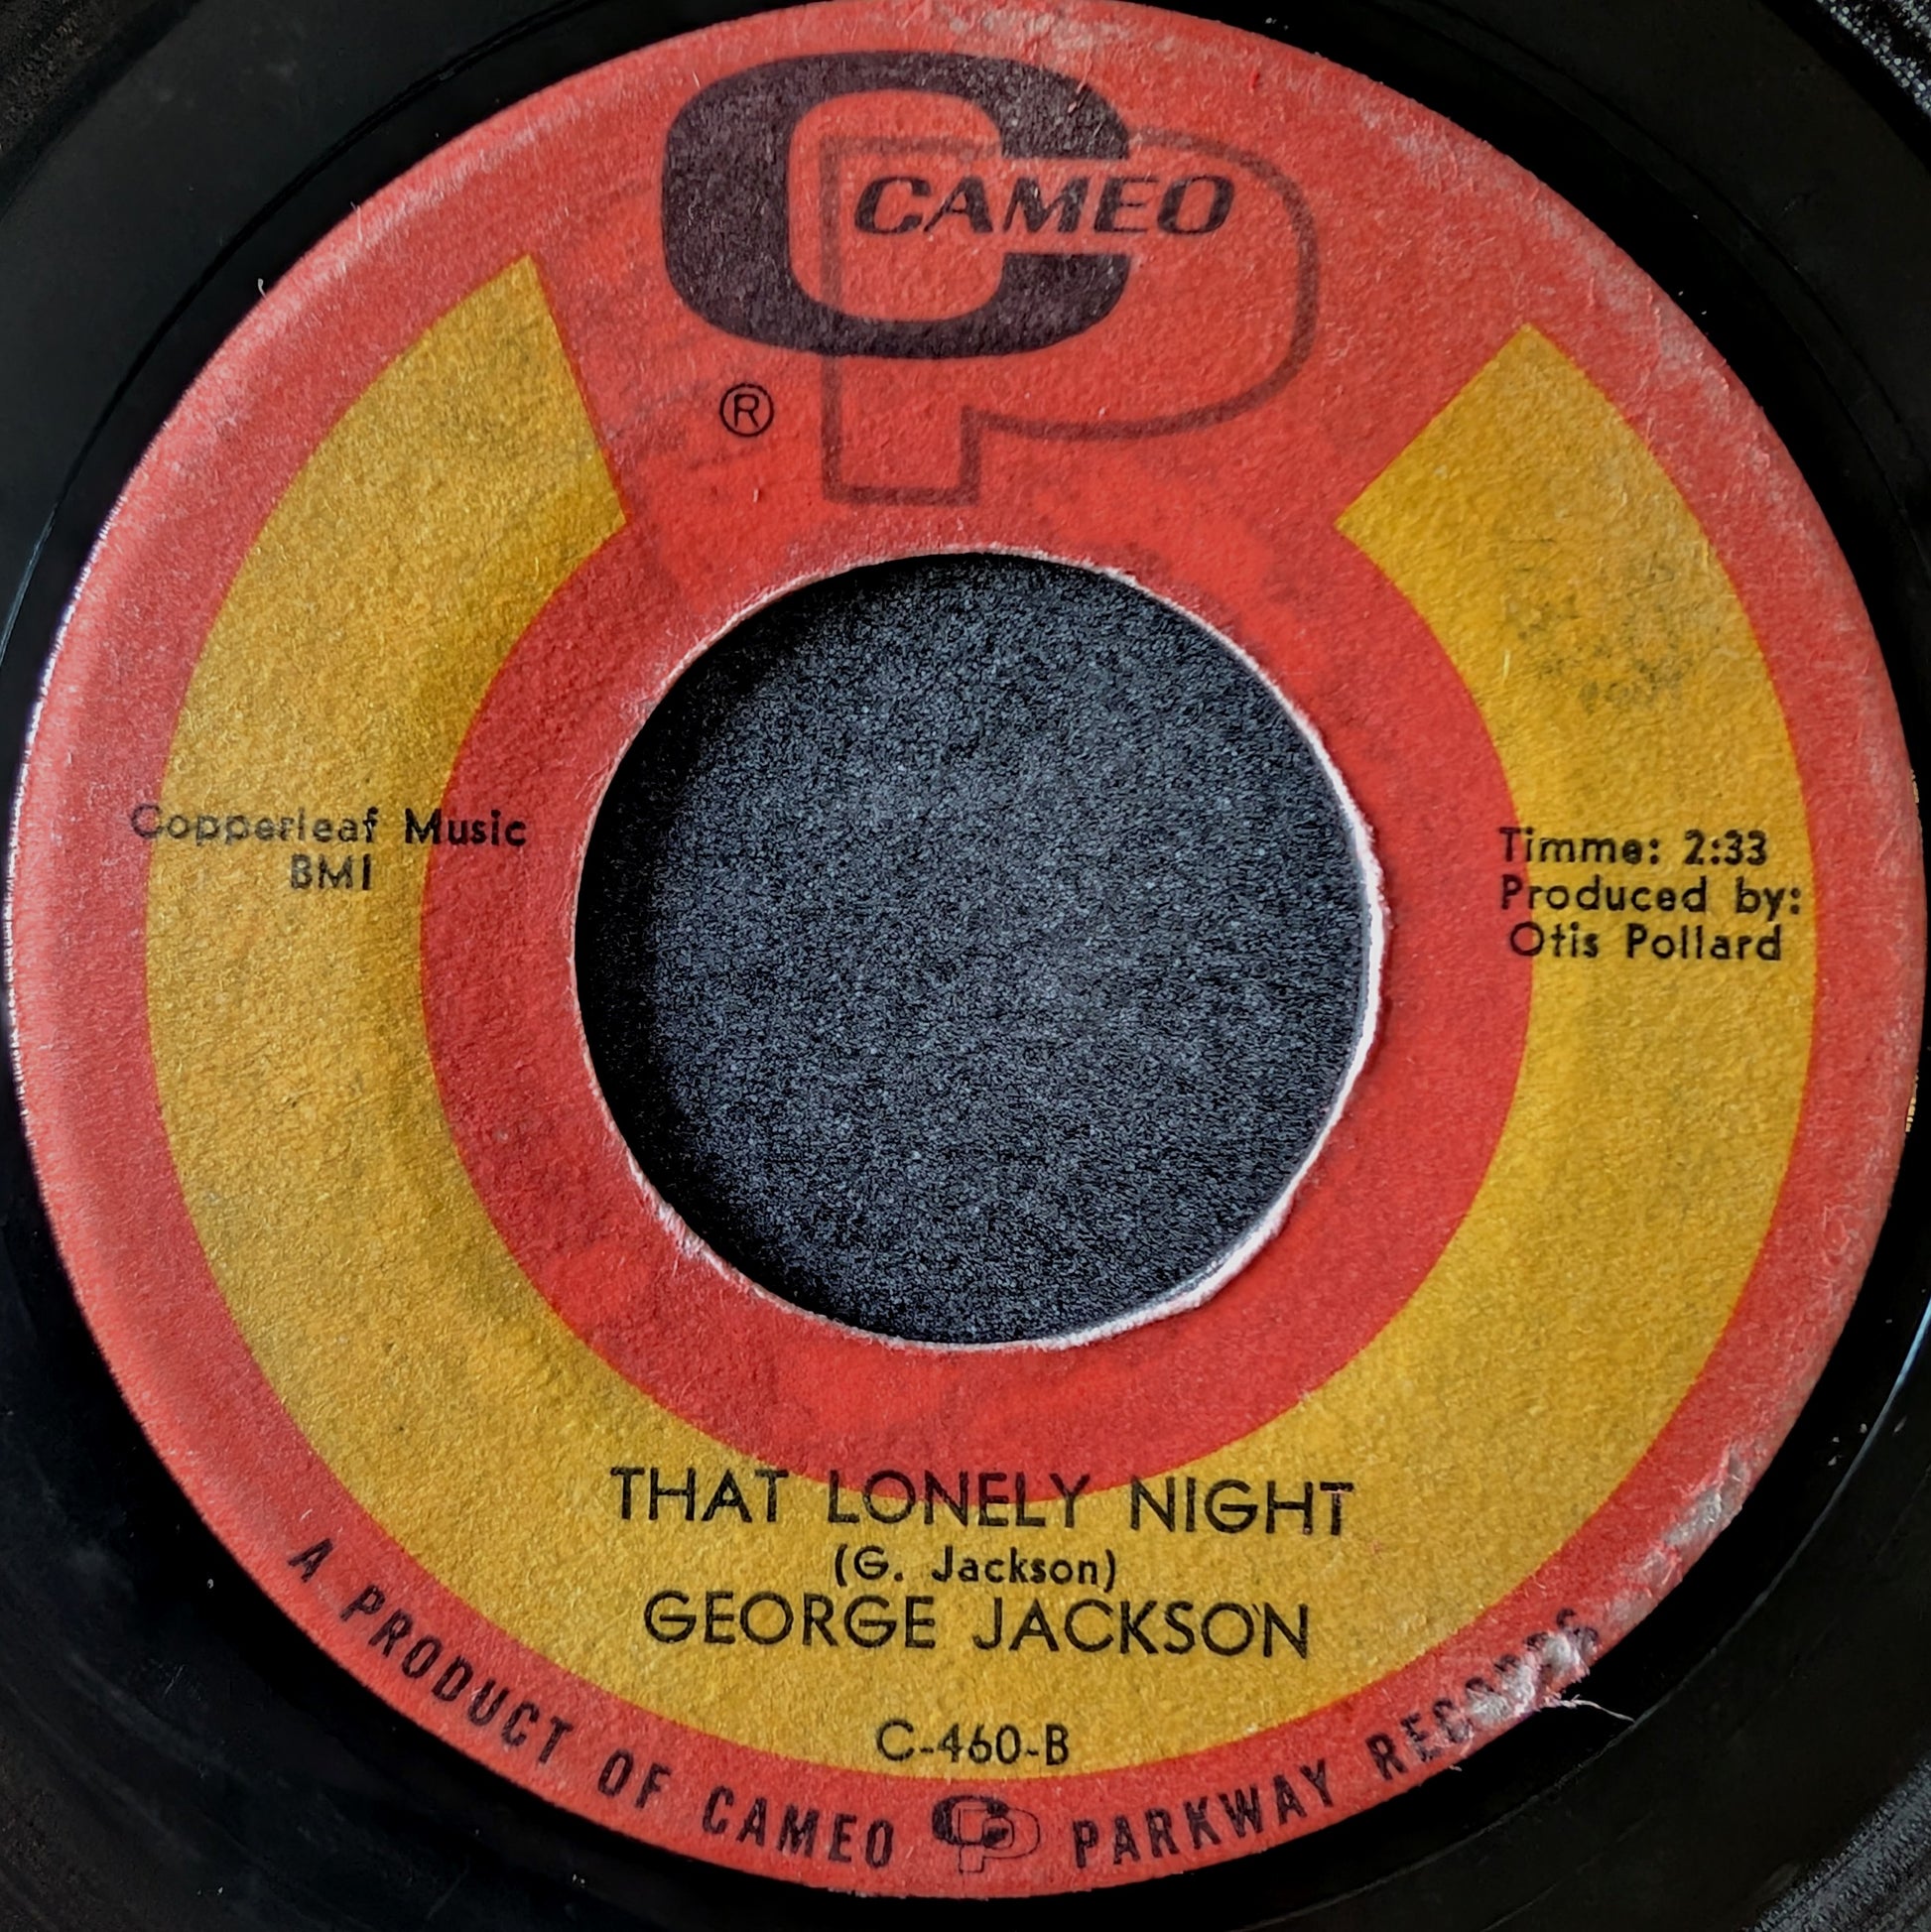 CAMEO
®
Copperleaf Music
BMI
Timme: 2:33
Produced by:
Otis Pollard
THAT LONELY NIGHT
(G. Jackson)
GEORGE JACKSON
C-460-B
A PRODUCT OF CAMEO CP PARKWAY RECORDS